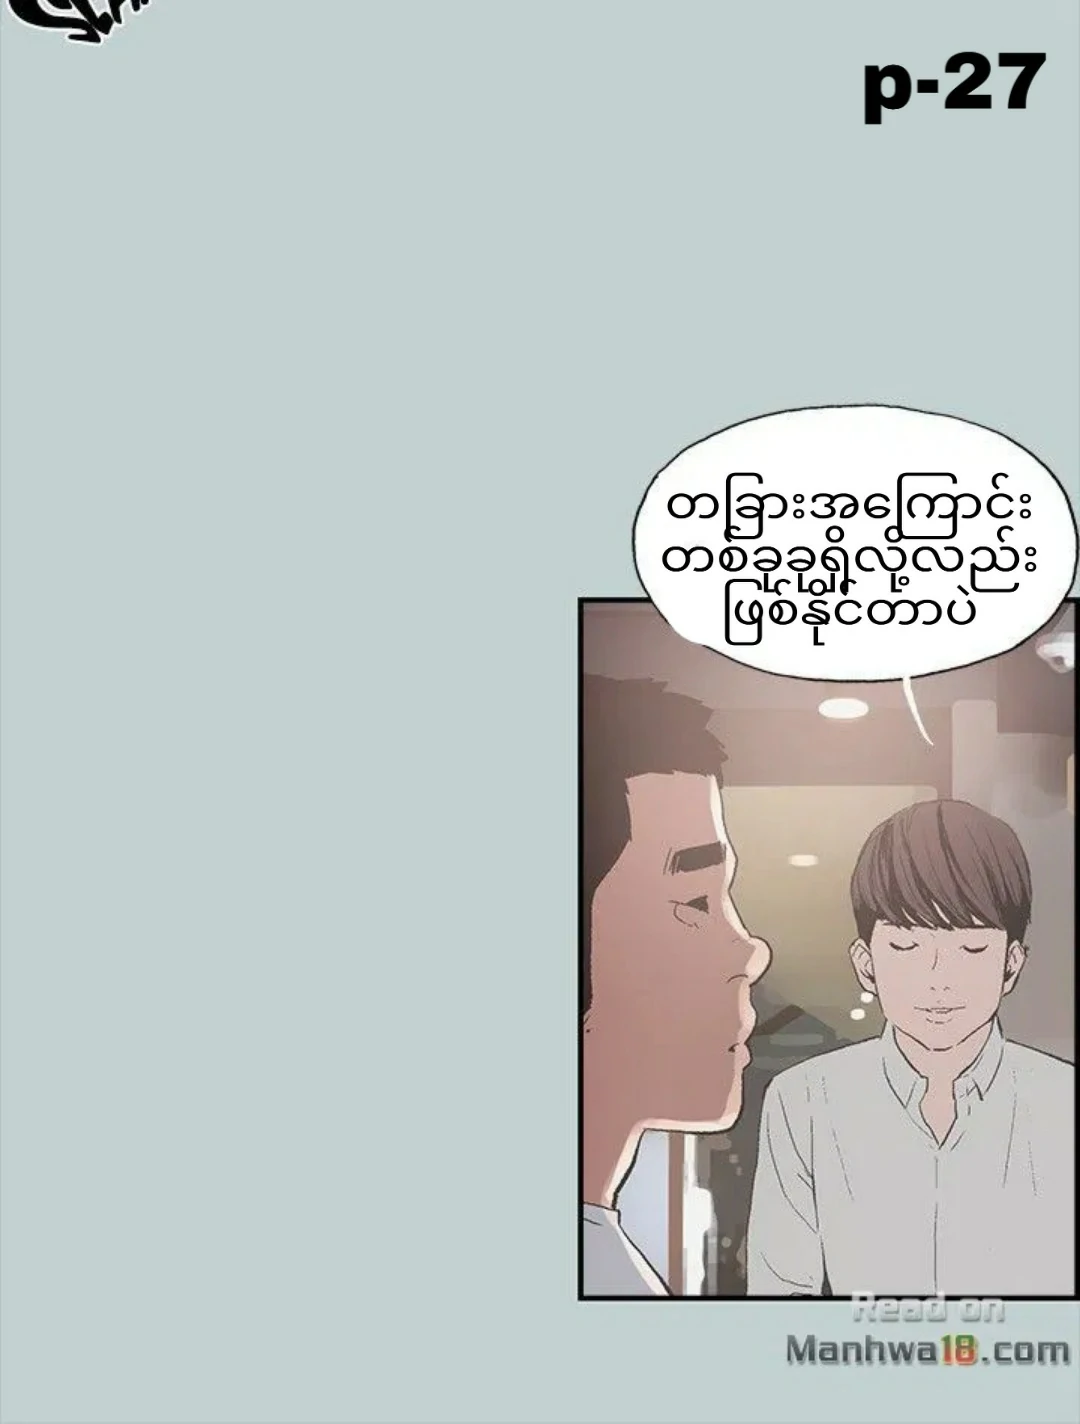 p-27
တခြားအကြောင်း
တစ်ခုခုရှိလို့လည်း
ဖြစ်နိုင်တာပဲ
Read on
Manhwa18.com